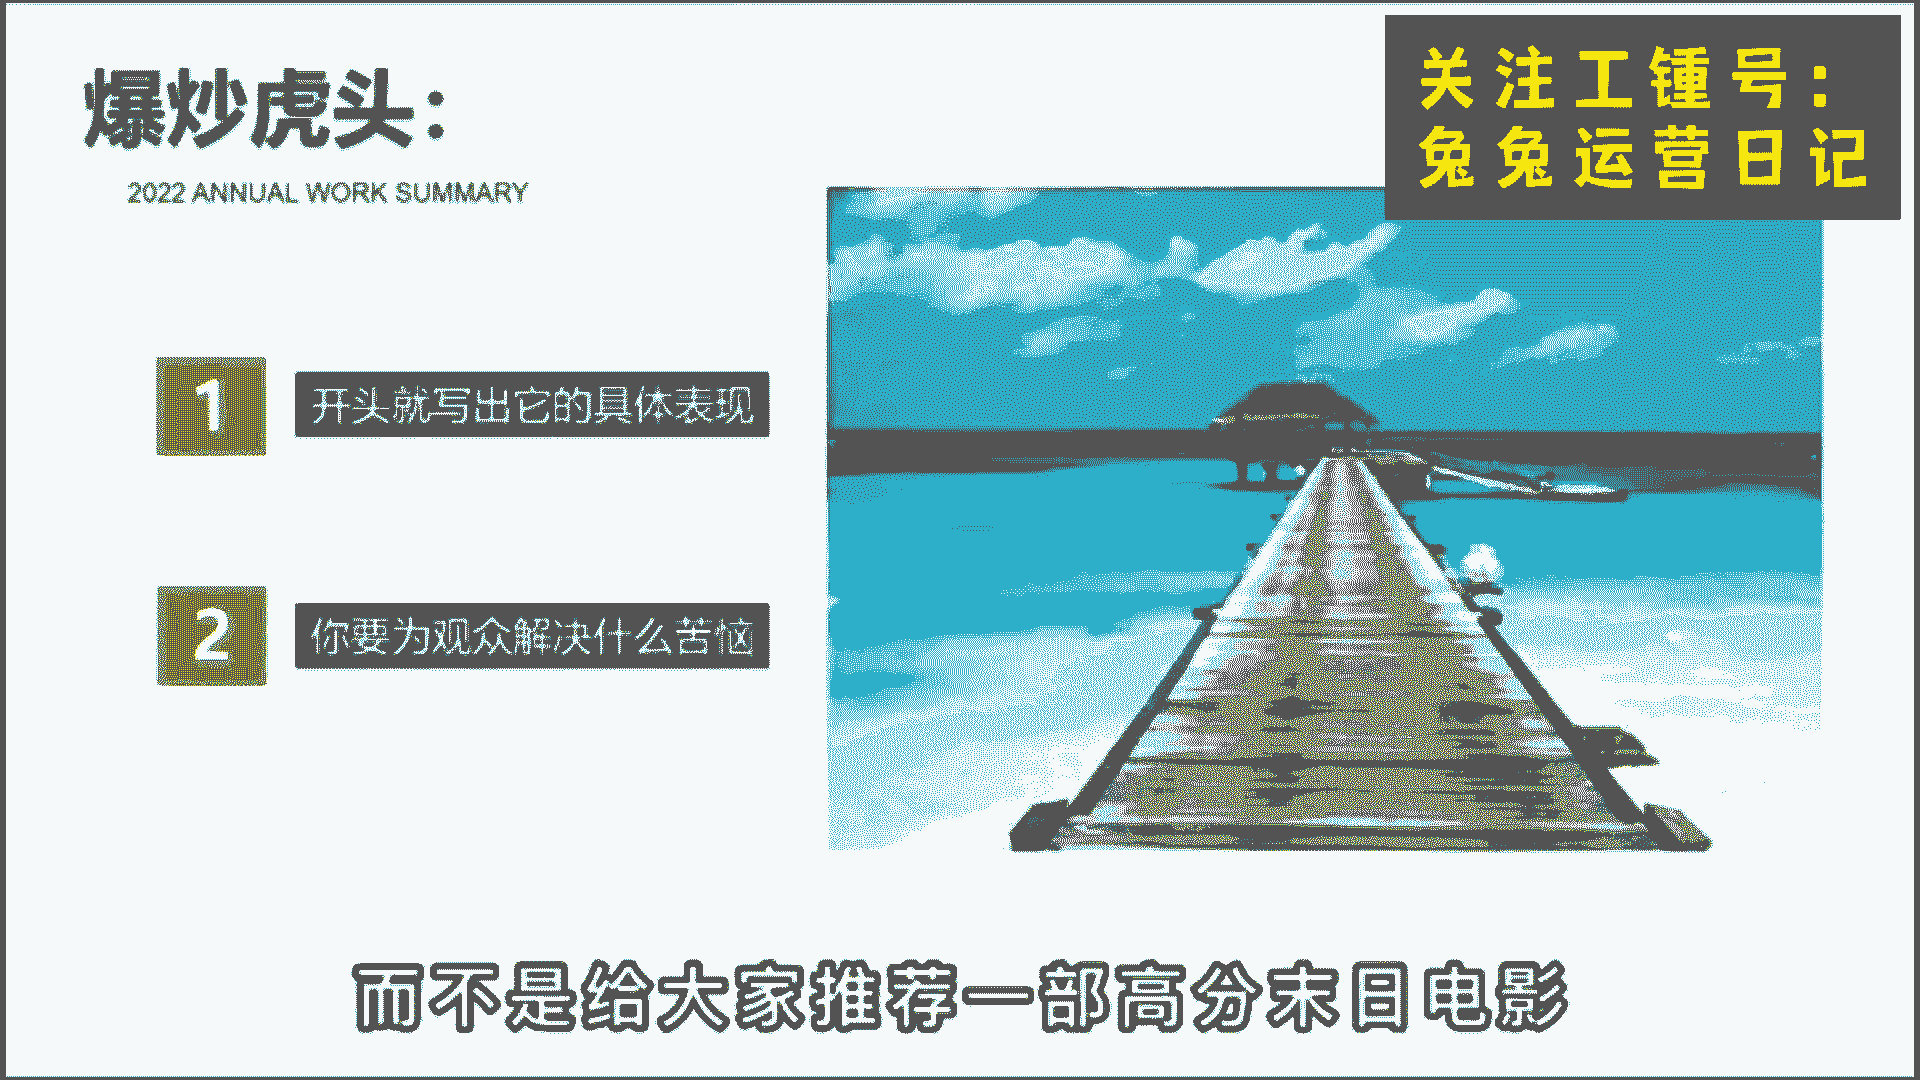 爆炒虎头：
2022 ANNUAL WORK SUMMARY
关注工锺号：
兔兔运营日记
1
开头就写出它的具体表现
2
你要为观众解决什么苦恼
而不是给大家推荐一部高分末日电影